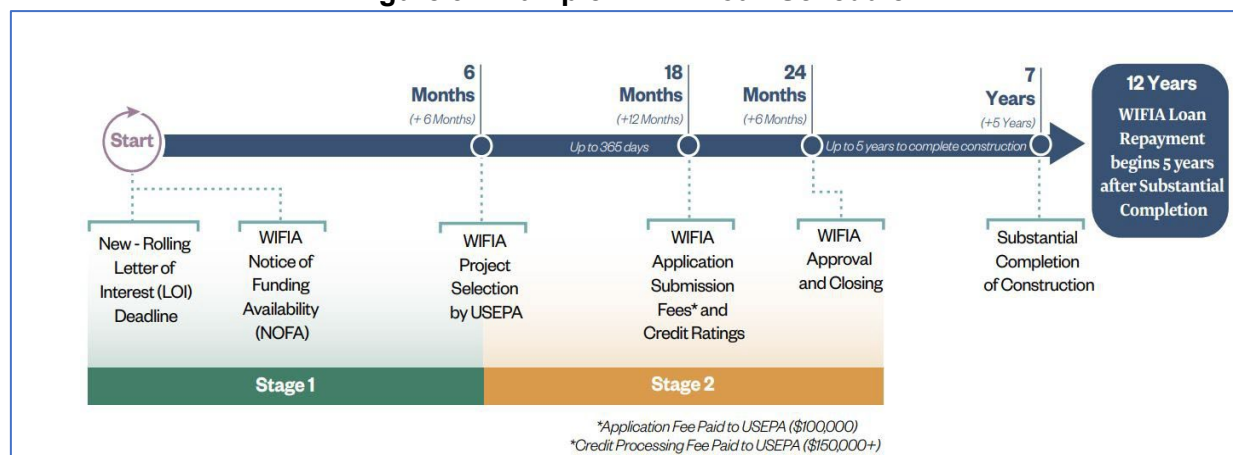 6
Months
(+ 6 Months)
18
Months
(+12 Months)
24
Months
(+6 Months)
7
Years
(+5 Years)
12 Years
WIFIA Loan
Repayment
begins 5 years
after Substantial
Completion
Start
Up to 365 days
Up to 5 years to complete construction
New - Rolling
Letter of
Interest (LOI)
Deadline
WIFIA
Notice of
Funding
Availability
(NOFA)
WIFIA
Project
Selection
by USEPA
WIFIA
Application
Submission
Fees* and
Credit Ratings
WIFIA
Approval
and Closing
Substantial
Completion
of Construction
Stage 1
Stage 2
*Application Fee Paid to USEPA ($100,000)
*Credit Processing Fee Paid to USEPA ($150,000+)